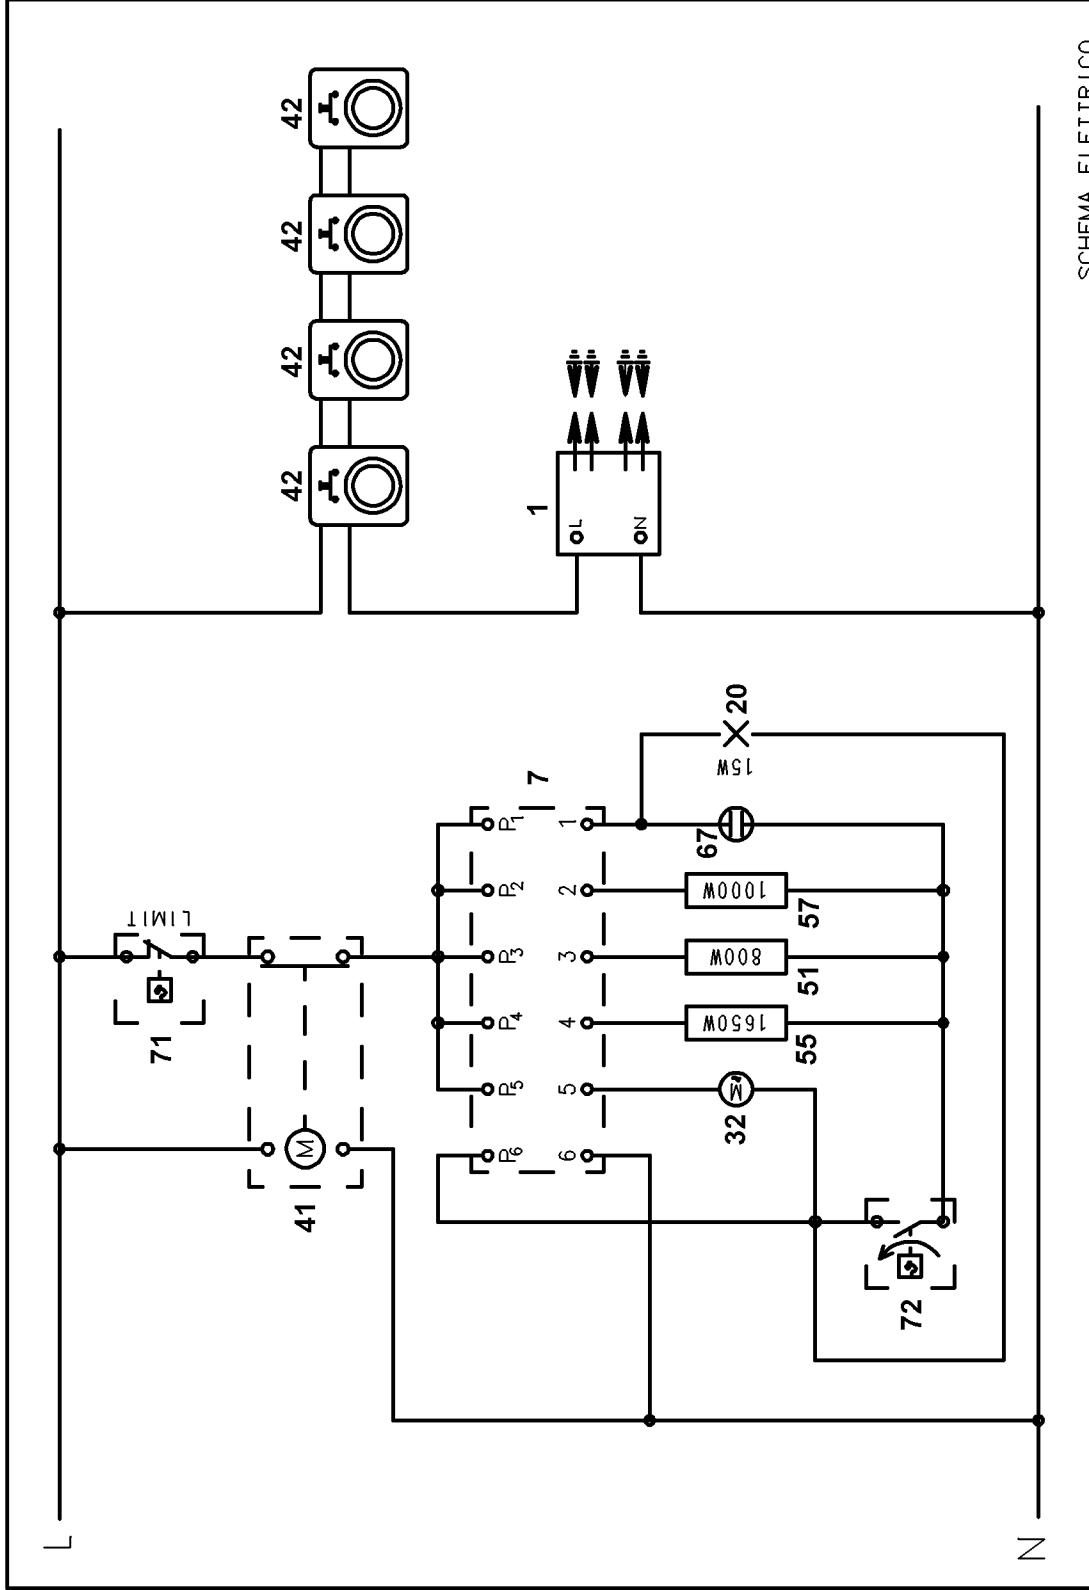 L
71
LIMIT
42 42 42 42
41
M
P6 P5 P4 P3 P2 P1
7
1
6 5 4 3 2 1
L
N
67
32
M
1650W
800W
1000W
15W
20
55
51
57
72
N
SCHEMA ELETTRICO